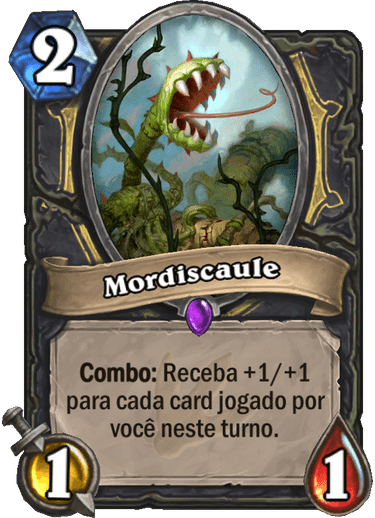 2
Mordiscaule
Combo: Receba +1/+1
para cada card jogado por
você neste turno.
1
1